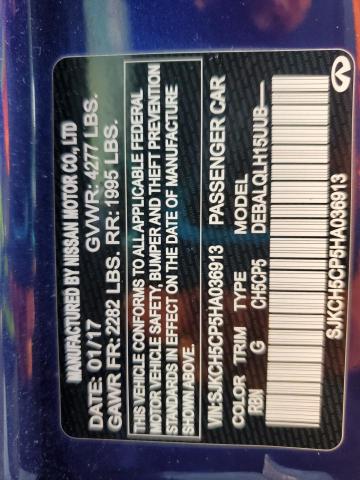 MANUFACTURED BY NISSAN MOTOR CO., LTD
DATE: 01/17 GVWR: 4277 LBS.
GAWR FR: 2282 LBS. RR: 1995 LBS.
THIS VEHICLE CONFORMS TO ALL APPLICABLE FEDERAL
MOTOR VEHICLE SAFETY, BUMPER AND THEFT PREVENTION
STANDARDS IN EFFECT ON THE DATE OF MANUFACTURE
SHOWN ABOVE.
VIN: SJKCH5CP5HA036913 PASSENGER CAR
COLOR TRIM TYPE MODEL
RBN G CH5CP5 DEBALQLH15UUB——
SJKCH5CP5HA036913